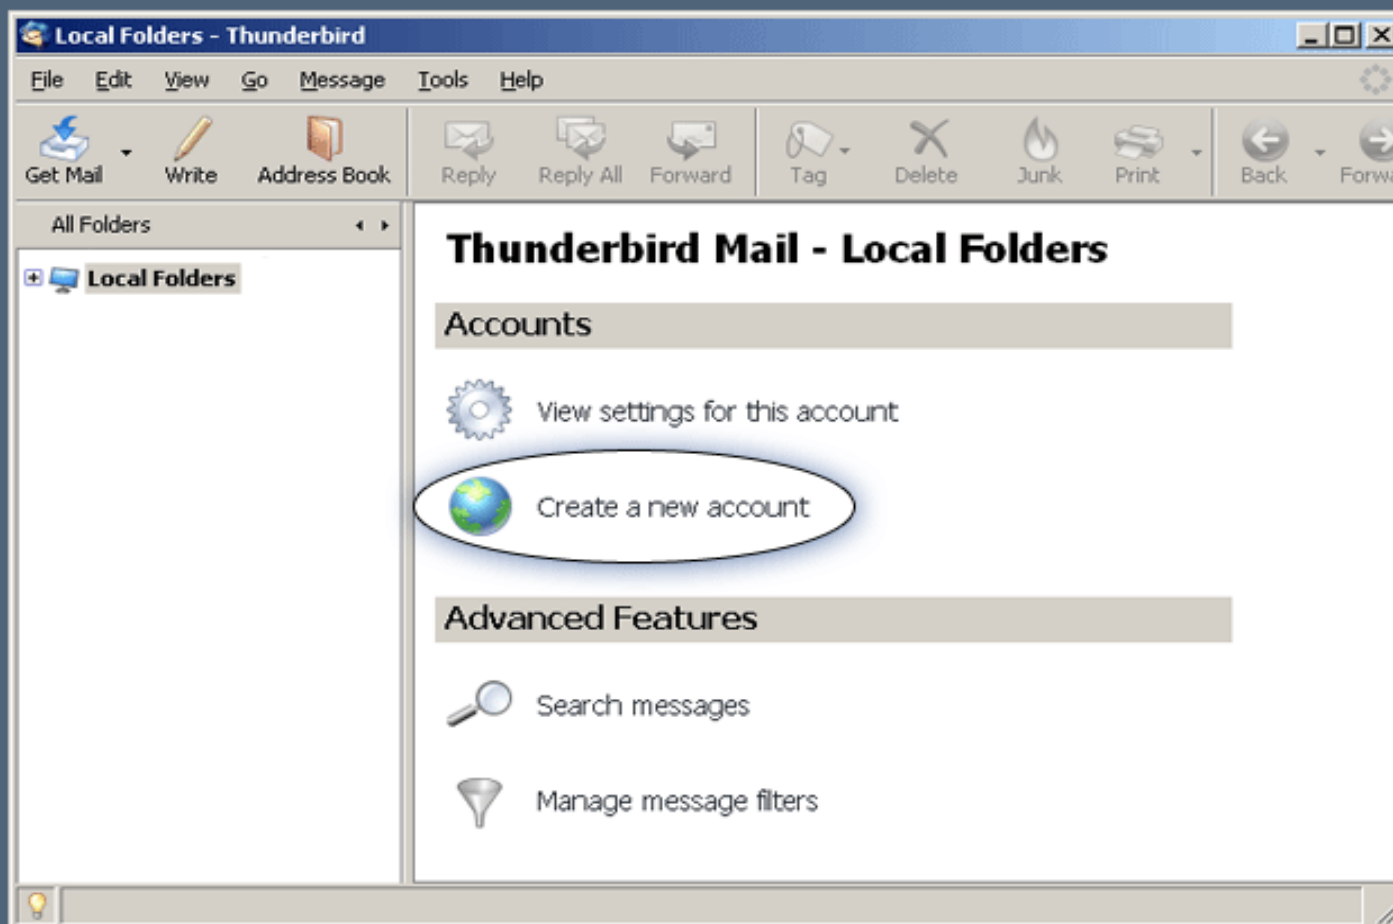 Local Folders - Thunderbird
File Edit View Go Message Tools Help
Get Mail Write Address Book Reply Reply All Forward Tag Delete Junk Print Back Forwa
All Folders
Local Folders
Thunderbird Mail - Local Folders
Accounts
View settings for this account
Create a new account
Advanced Features
Search messages
Manage message filters